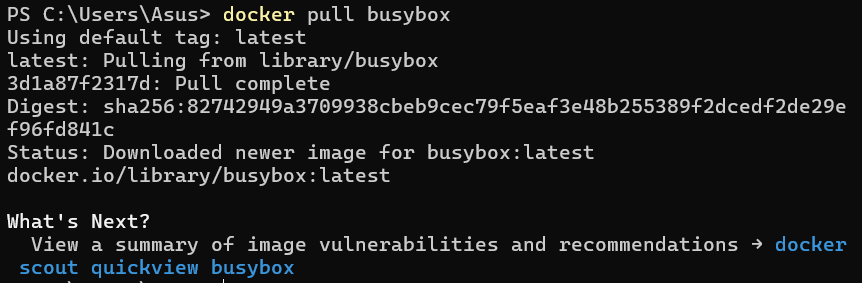 PS C:\Users\Asus> docker pull busybox
Using default tag: latest
latest: Pulling from library/busybox
3d1a87f2317d: Pull complete
Digest: sha256:82742949a3709938cbeb9cec79f5eaf3e48b255389f2dcedf2de29e
f96fd841c
Status: Downloaded newer image for busybox:latest
docker.io/library/busybox:latest
What's Next?
View a summary of image vulnerabilities and recommendations → docker
scout quickview busybox